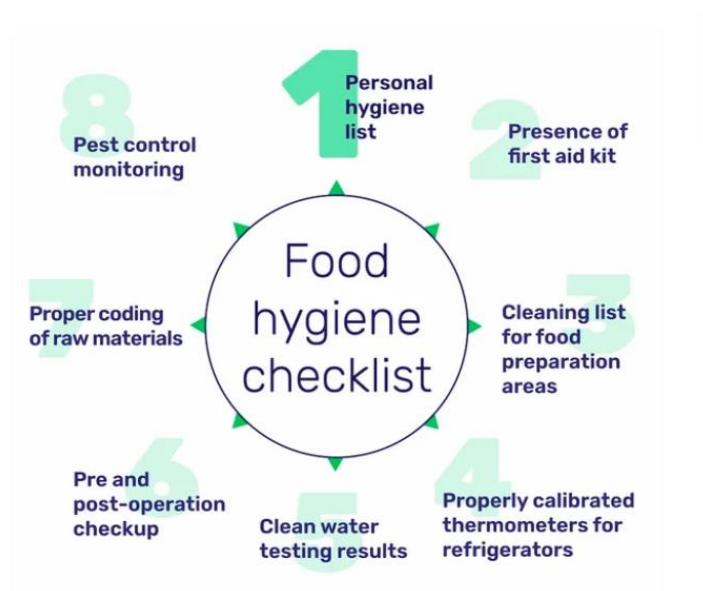 Food
hygiene
checklist
1
Personal
hygiene
list
2
Presence of
first aid kit
3
Cleaning list
for food
preparation
areas
4
Properly calibrated
thermometers for
refrigerators
5
Clean water
testing results
6
Pre and
post-operation
checkup
7
Proper coding
of raw materials
8
Pest control
monitoring